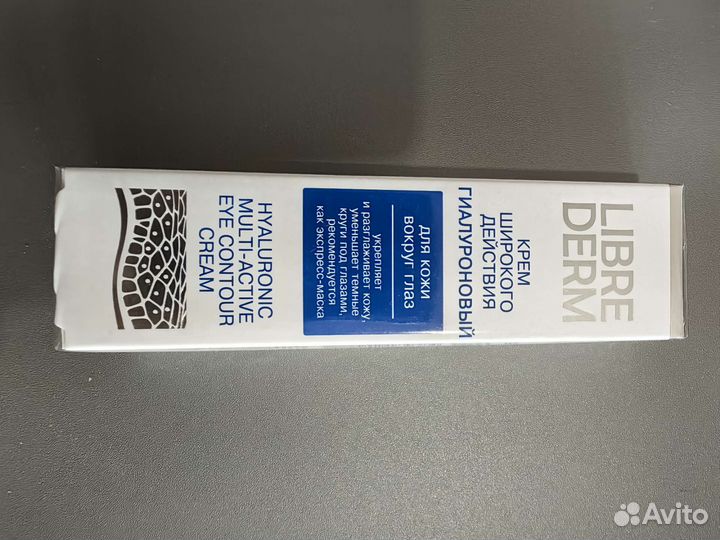 LIBRE
DERM
КРЕМ
ШИРОКОГО
ДЕЙСТВИЯ
ГИАЛУРОНОВЫЙ
для кожи
вокруг глаз
укрепляет
и разглаживает кожу,
уменьшает темные
круги под глазами,
рекомендуется
как экспресс-маска
HYALURONIC
MULTI-ACTIVE
EYE CONTOUR
CREAM
Avito